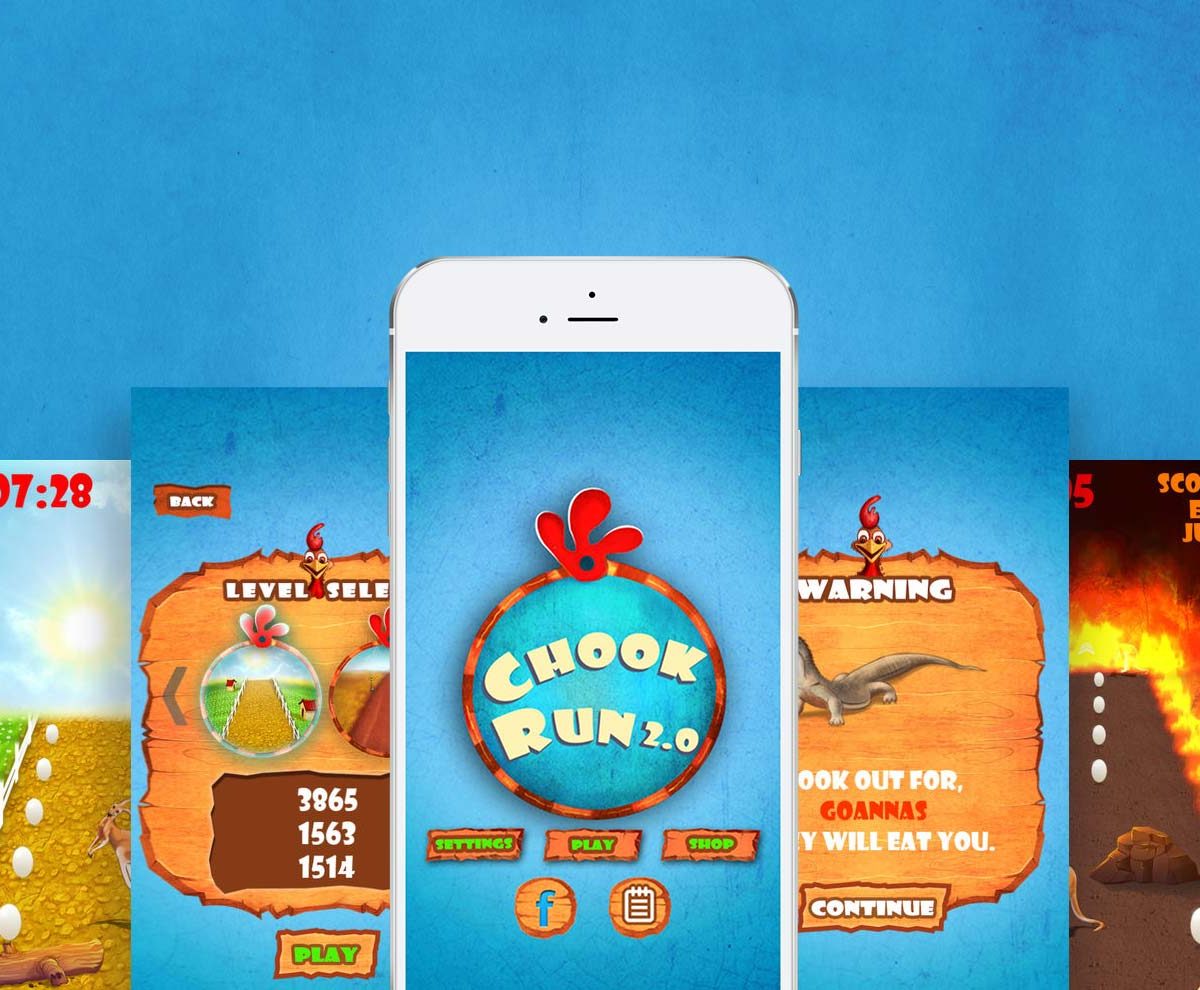 07:28
BACK
LEVEL SELE
3865
1563
1514
PLAY
CHOOK
RUN 2.0
SETTINGS
PLAY
SHOP
f
WARNING
OOK OUT FOR,
GOANNAS
Y WILL EAT YOU.
CONTINUE
5
SCO
E
JU